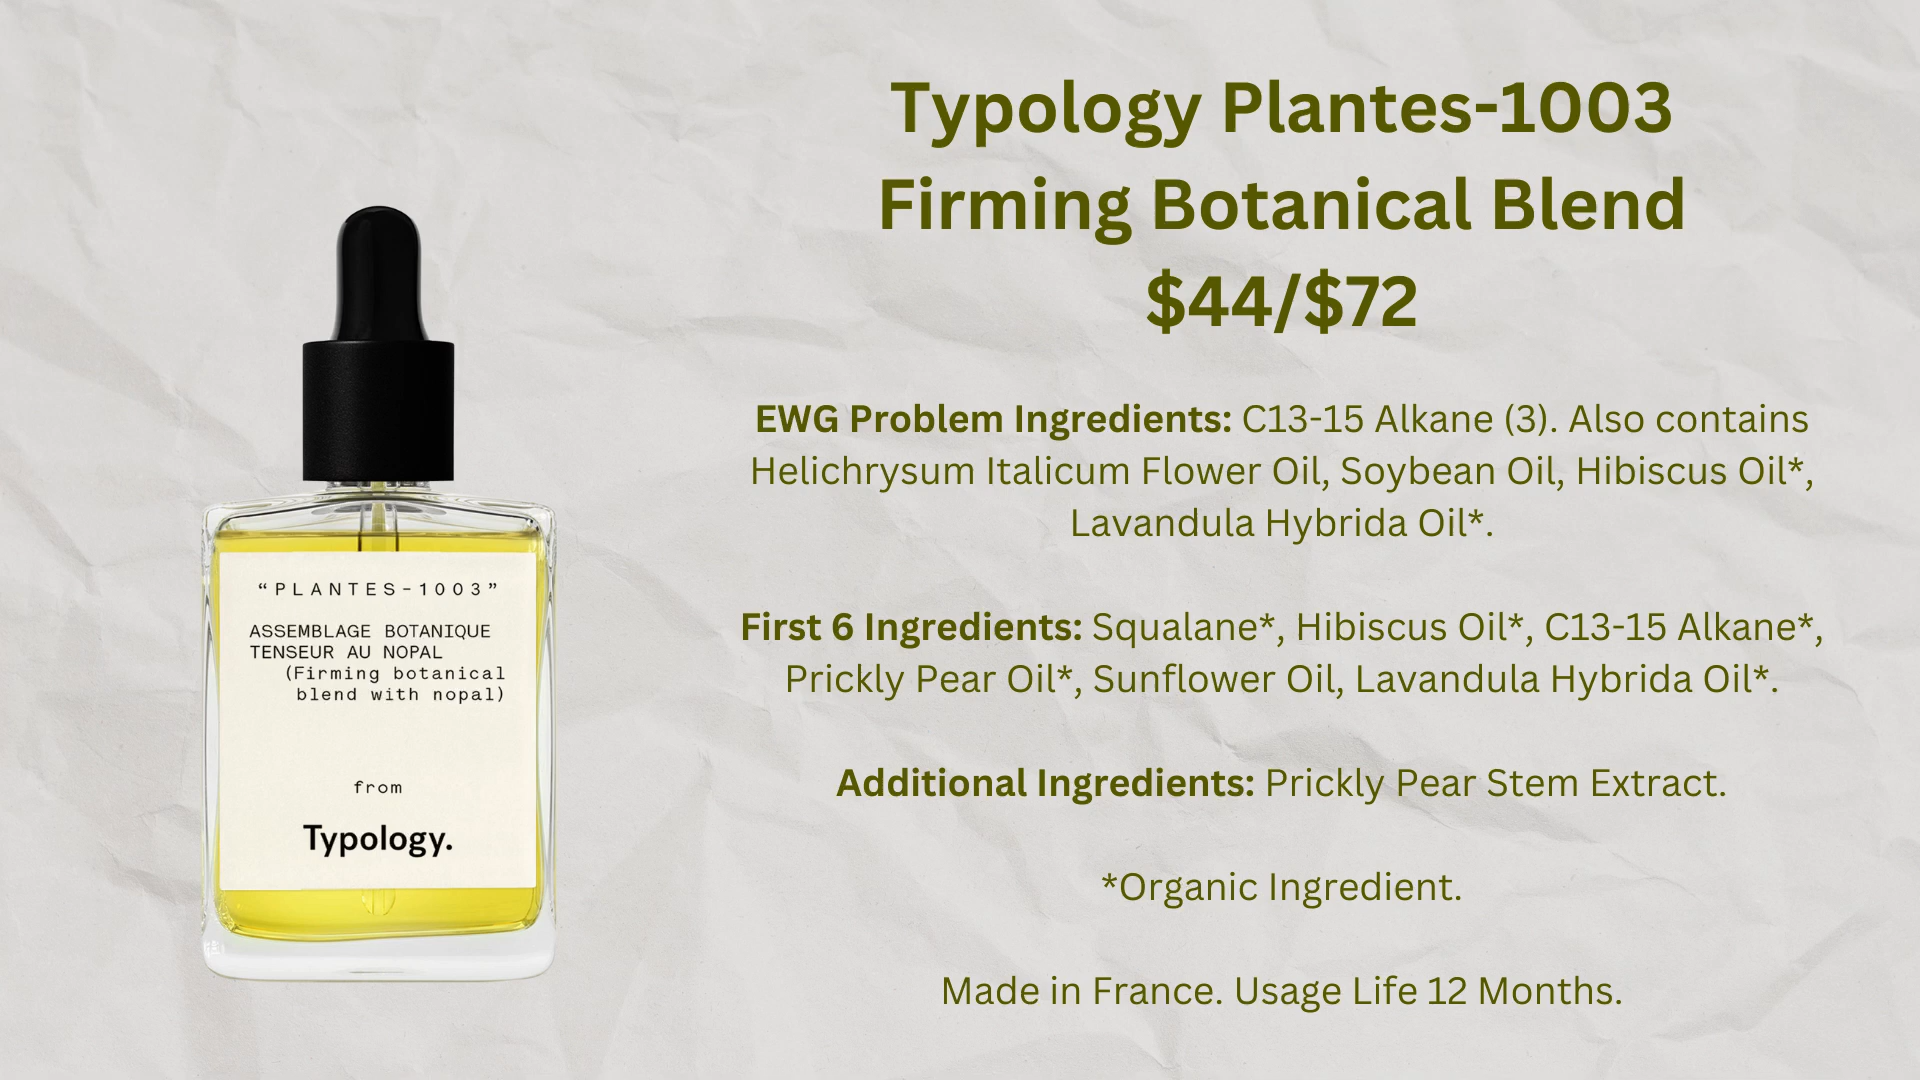 Typology Plantes-1003
Firming Botanical Blend
$44/$72
EWG Problem Ingredients: C13-15 Alkane (3). Also contains
Helichrysum Italicum Flower Oil, Soybean Oil, Hibiscus Oil*,
Lavandula Hybrida Oil*.
First 6 Ingredients: Squalane*, Hibiscus Oil*, C13-15 Alkane*,
Prickly Pear Oil*, Sunflower Oil, Lavandula Hybrida Oil*.
Additional Ingredients: Prickly Pear Stem Extract.
*Organic Ingredient.
Made in France. Usage Life 12 Months.
“PLANTES-1003”
ASSEMBLAGE BOTANIQUE
TENSEUR AU NOPAL
(Firming botanical
blend with nopal)
from
Typology.